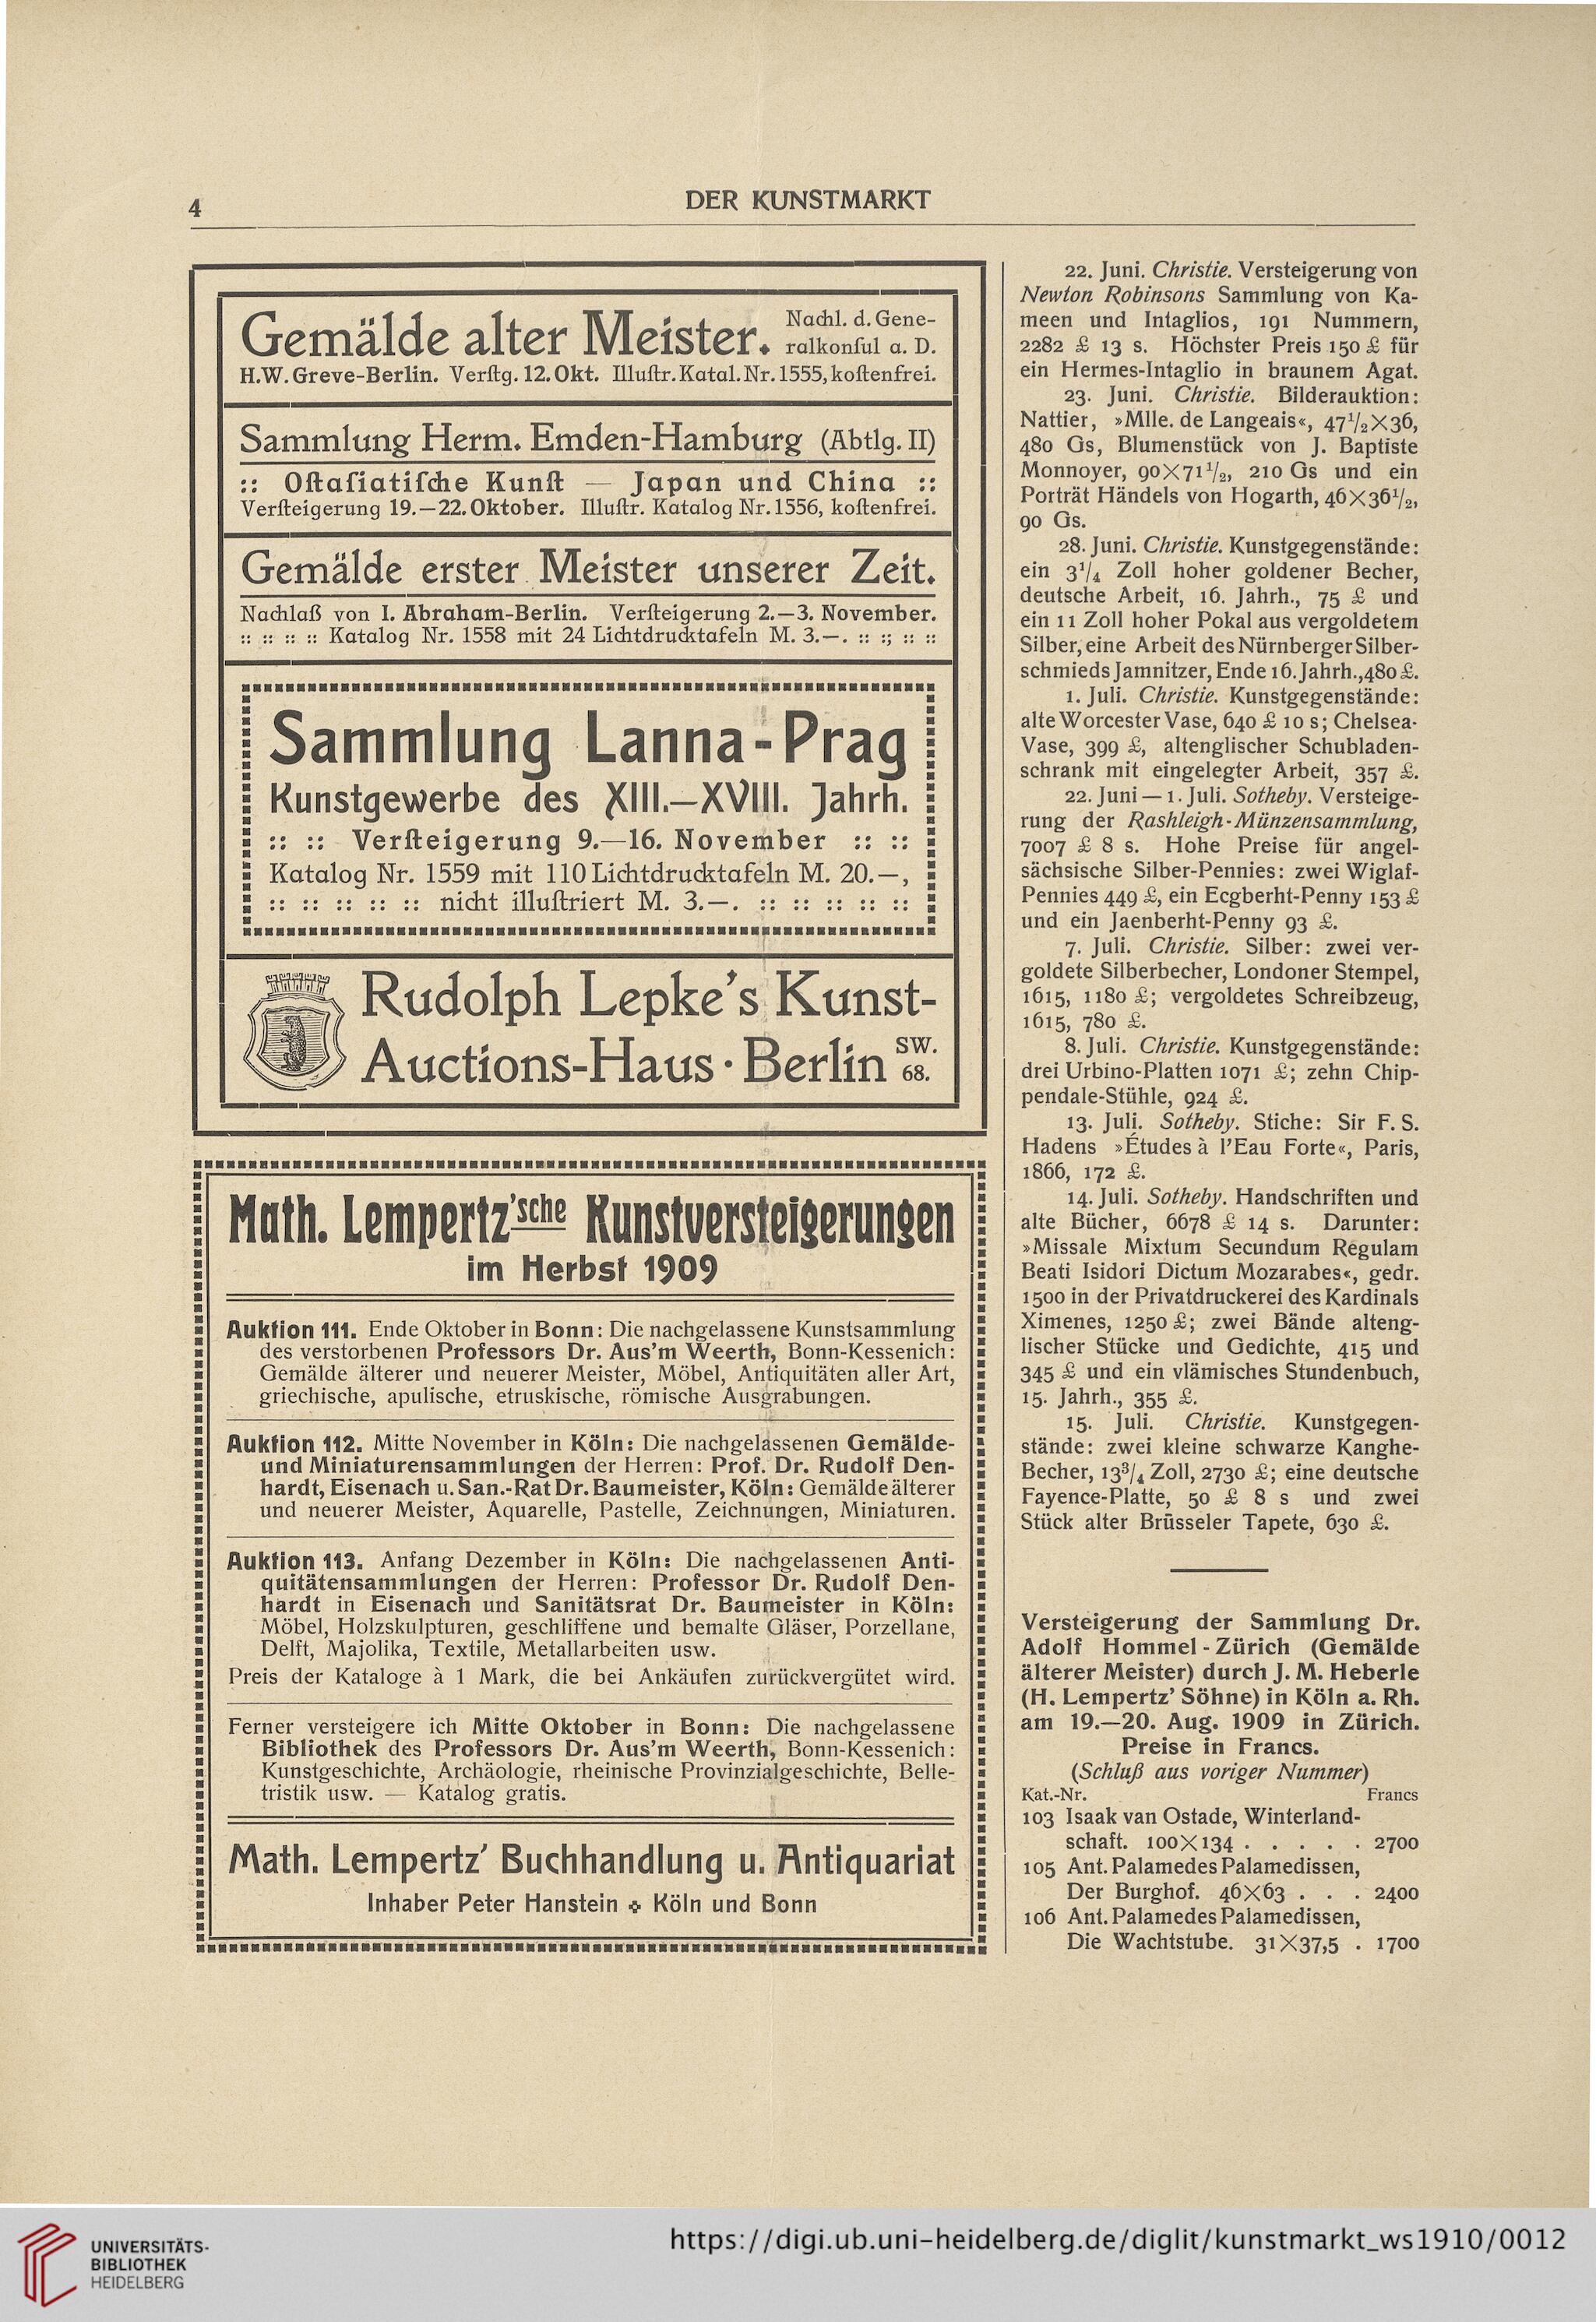 4
DER KUNSTMARKT
Gemälde alter Meister. Nachl. d. Gene-
ralkonſul a. D.
H.W. Greve-Berlin. Verſtg. 12. Okt. Illuſtr. Katal. Nr. 1555, koſtenfrei.
Sammlung Herm. Emden-Hamburg (Abtlg. II)
:: Oſtaſiatiſche Kunſt — Japan und China ::
Verſteigerung 19.—22. Oktober. Illuſtr. Katalog Nr. 1556, koſtenfrei.
Gemälde erster Meister unserer Zeit.
Nachlaß von I. Abraham-Berlin. Verſteigerung 2.—3. November.
:: :: :: :: Katalog Nr. 1558 mit 24 Lichtdrucktafeln M. 3.—. :: :; :: ::
Sammlung Lanna-Prag
Kunstgewerbe des XIII.—XVIII. Jahrh.
:: :: Verſteigerung 9.—16. November :: ::
Katalog Nr. 1559 mit 110 Lichtdrucktafeln M. 20.—,
:: :: :: :: :: nicht illuſtriert M. 3.—. :: :: :: :: ::
Rudolph Lepke's Kunst-
Auctions-Haus · Berlin SW.
68.
Math. Lempertz'sche Kunstversteigerungen
im Herbst 1909
Auktion 111. Ende Oktober in Bonn: Die nachgelassene Kunstsammlung
des verstorbenen Professors Dr. Aus'm Weerth, Bonn-Kessenich:
Gemälde älterer und neuerer Meister, Möbel, Antiquitäten aller Art,
griechische, apulische, etruskische, römische Ausgrabungen.
Auktion 112. Mitte November in Köln: Die nachgelassenen Gemälde-
und Miniaturensammlungen der Herren: Prof. Dr. Rudolf Den-
hardt, Eisenach u. San.-Rat Dr. Baumeister, Köln: Gemälde älterer
und neuerer Meister, Aquarelle, Pastelle, Zeichnungen, Miniaturen.
Auktion 113. Anfang Dezember in Köln: Die nachgelassenen Anti-
quitätensammlungen der Herren: Professor Dr. Rudolf Den-
hardt in Eisenach und Sanitätsrat Dr. Baumeister in Köln:
Möbel, Holzskulpturen, geschliffene und bemalte Gläser, Porzellane,
Delft, Majolika, Textile, Metallarbeiten usw.
Preis der Kataloge à 1 Mark, die bei Ankäufen zurückvergütet wird.
Ferner versteigere ich Mitte Oktober in Bonn: Die nachgelassene
Bibliothek des Professors Dr. Aus'm Weerth, Bonn-Kessenich:
Kunstgeschichte, Archäologie, rheinische Provinzialgeschichte, Belle-
tristik usw. — Katalog gratis.
Math. Lempertz' Buchhandlung u. Antiquariat
Inhaber Peter Hanstein ✤ Köln und Bonn
22. Juni. Christie. Versteigerung von
Newton Robinsons Sammlung von Ka-
meen und Intaglios, 191 Nummern,
2282 £ 13 s. Höchster Preis 150 £ für
ein Hermes-Intaglio in braunem Agat.
23. Juni. Christie. Bilderauktion:
Nattier, »Mlle. de Langeais«, 47½×36,
480 Gs, Blumenstück von J. Baptiste
Monnoyer, 90×71½, 210 Gs und ein
Porträt Händels von Hogarth, 46×36½,
90 Gs.
28. Juni. Christie. Kunstgegenstände:
ein 3¼ Zoll hoher goldener Becher,
deutsche Arbeit, 16. Jahrh., 75 £ und
ein 11 Zoll hoher Pokal aus vergoldetem
Silber, eine Arbeit des Nürnberger Silber-
schmieds Jamnitzer, Ende 16. Jahrh., 480 £.
1. Juli. Christie. Kunstgegenstände:
alte Worcester Vase, 640 £ 10 s; Chelsea-
Vase, 399 £, altenglischer Schubladen-
schrank mit eingelegter Arbeit, 357 £.
22. Juni — 1. Juli. Sotheby. Versteige-
rung der Rashleigh-Münzensammlung,
7007 £ 8 s. Hohe Preise für angel-
sächsische Silber-Pennies: zwei Wiglaf-
Pennies 449 £, ein Ecgberht-Penny 153 £
und ein Jaenberht-Penny 93 £.
7. Juli. Christie. Silber: zwei ver-
goldete Silberbecher, Londoner Stempel,
1615, 1180 £; vergoldetes Schreibzeug,
1615, 780 £.
8. Juli. Christie. Kunstgegenstände:
drei Urbino-Platten 1071 £; zehn Chip-
pendale-Stühle, 924 £.
13. Juli. Sotheby. Stiche: Sir F. S.
Hadens »Études à l'Eau Forte«, Paris,
1866, 172 £.
14. Juli. Sotheby. Handschriften und
alte Bücher, 6678 £ 14 s. Darunter:
»Missale Mixtum Secundum Regulam
Beati Isidori Dictum Mozarabes«, gedr.
1500 in der Privatdruckerei des Kardinals
Ximenes, 1250 £; zwei Bände alteng-
lischer Stücke und Gedichte, 415 und
345 £ und ein vlämisches Stundenbuch,
15. Jahrh., 355 £.
15. Juli. Christie. Kunstgegen-
stände: zwei kleine schwarze Kanghe-
Becher, 13¾ Zoll, 2730 £; eine deutsche
Fayence-Platte, 50 £ 8 s und zwei
Stück alter Brüsseler Tapete, 630 £.
Versteigerung der Sammlung Dr.
Adolf Hommel-Zürich (Gemälde
älterer Meister) durch J. M. Heberle
(H. Lempertz' Söhne) in Köln a. Rh.
am 19.—20. Aug. 1909 in Zürich.
Preise in Francs.
(Schluß aus voriger Nummer)
Kat.-Nr. Francs
103 Isaak van Ostade, Winterland-
schaft. 100×134 . . . . . 2700
105 Ant. Palamedes Palamedissen,
Der Burghof. 46×63 . . . 2400
106 Ant. Palamedes Palamedissen,
Die Wachtstube. 31×37,5 . 1700
UNIVERSITÄTS-
BIBLIOTHEK
HEIDELBERG
https://digi.ub.uni-heidelberg.de/diglit/kunstmarkt_ws1910/0012